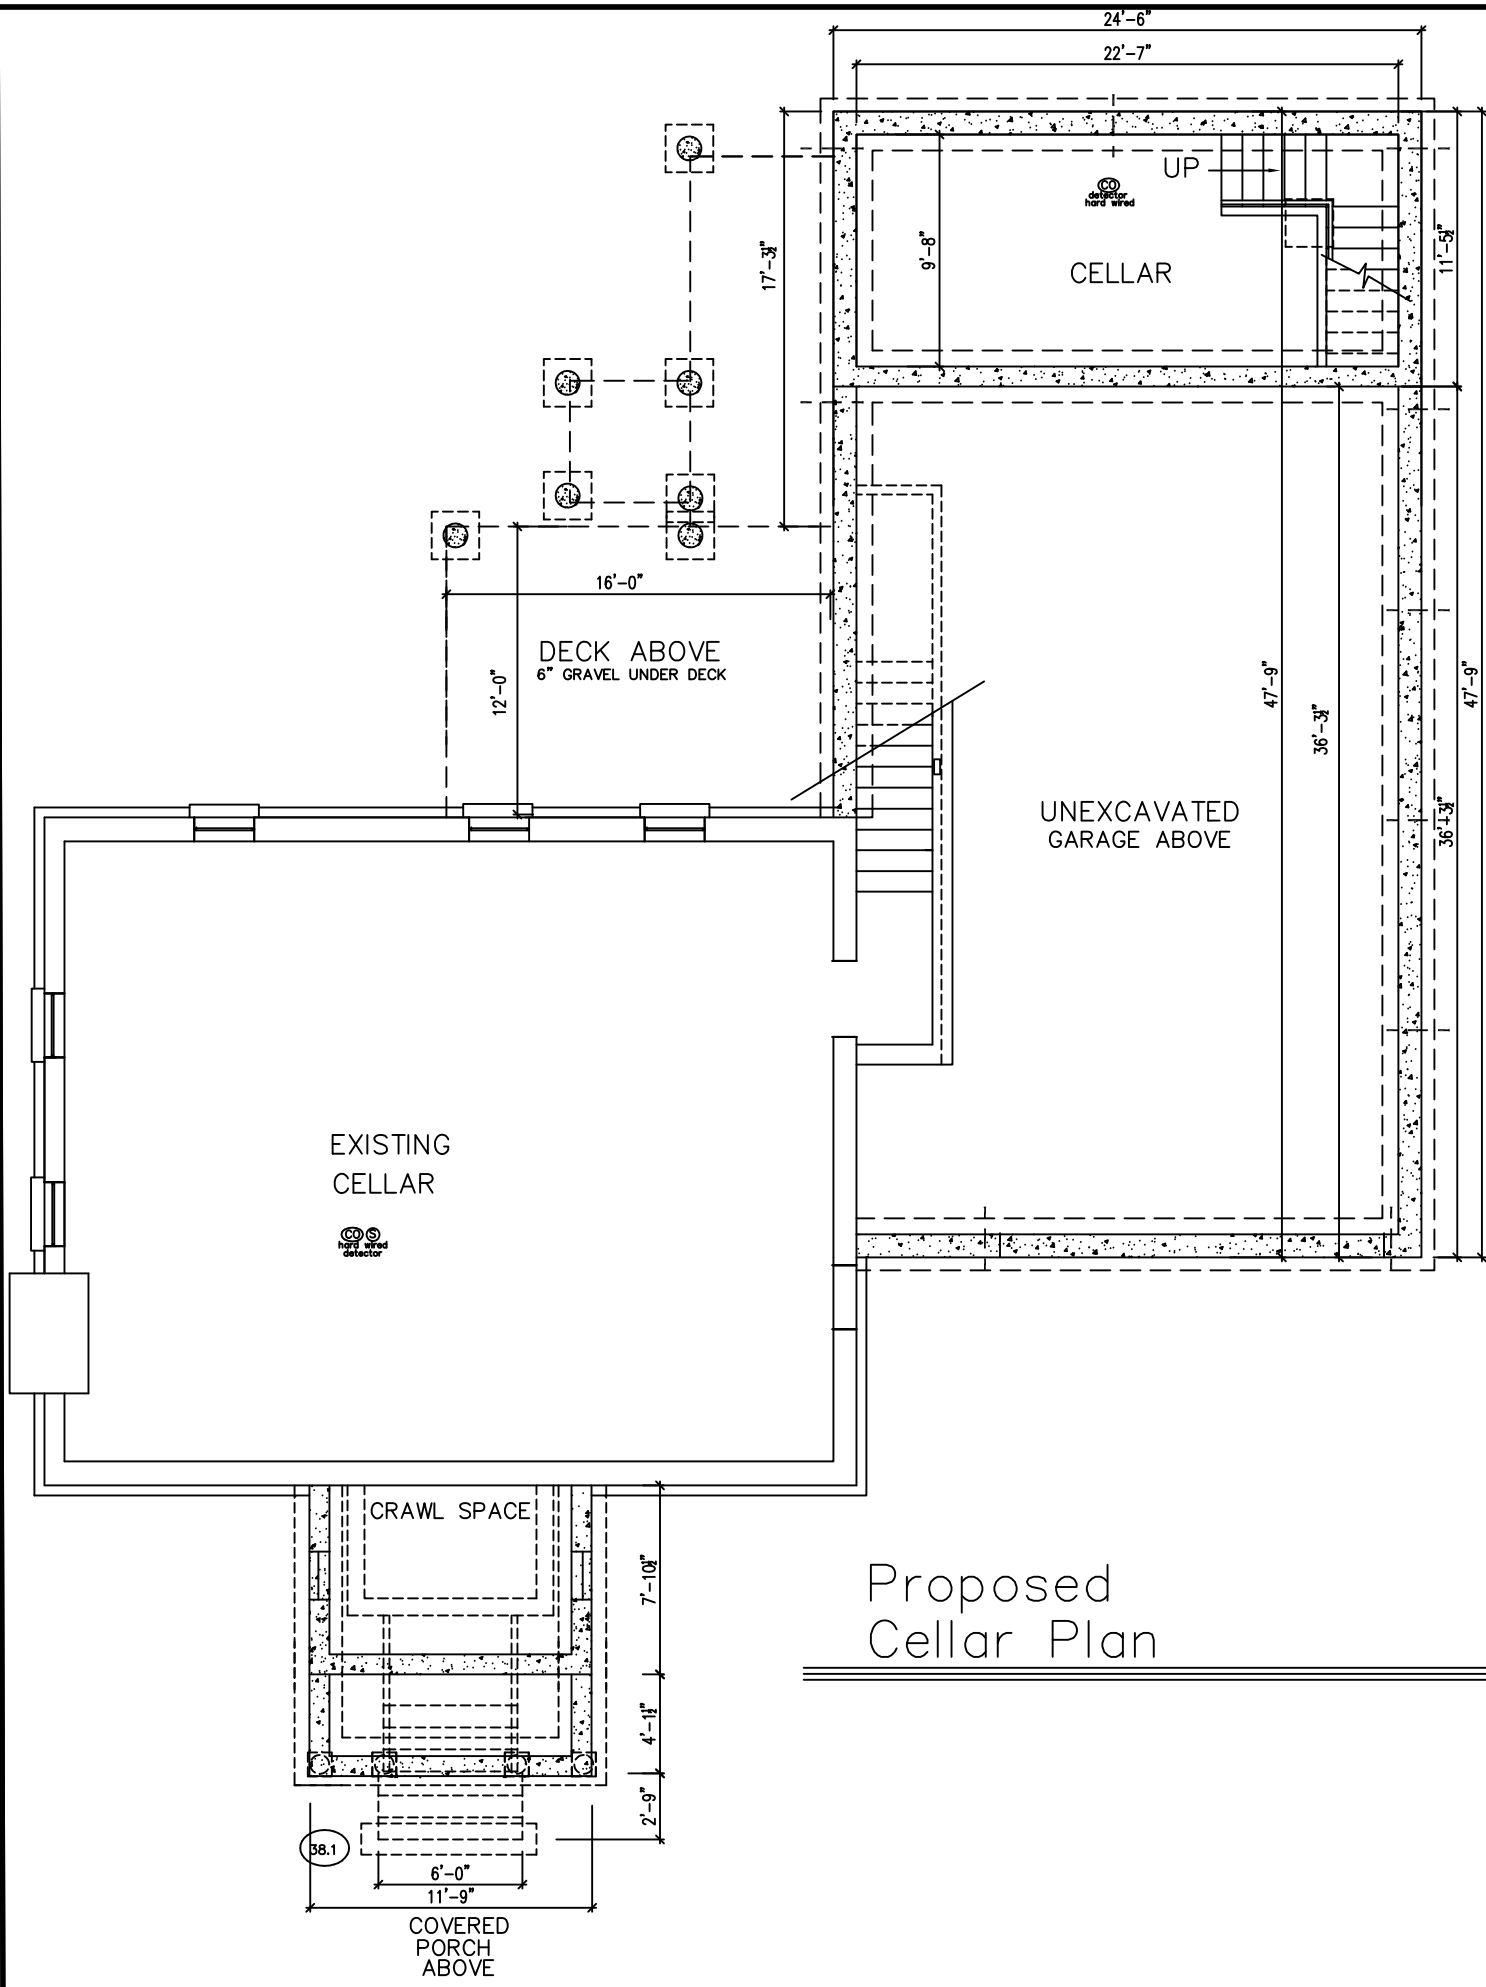 24'-6"
22'-7"
UP
CO
detector
hard wired
9'-8"
17'-3½"
11'-5½"
CELLAR
16'-0"
DECK ABOVE
6" GRAVEL UNDER DECK
12'-0"
47'-9"
36'-3½"
47'-9"
36'-3½"
UNEXCAVATED
GARAGE ABOVE
EXISTING
CELLAR
CO S
hard wired
detector
CRAWL SPACE
7'-10½"
4'-1½"
2'-9"
38.1
6'-0"
11'-9"
COVERED
PORCH
ABOVE
Proposed
Cellar Plan